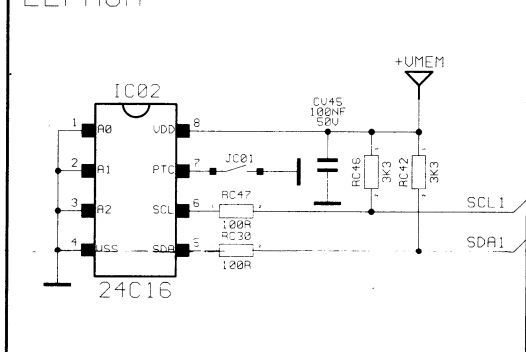 EEPROM
+VMEM
IC02
CV45
100NF
50V
1 A0 VDD 8
2 A1 PTC 7 JC01
3 A2 SCL 6 RC47 100R
4 VSS SDA 5 RC30 100R
RC46 3K3
RC42 3K3
SCL1
SDA1
24C16